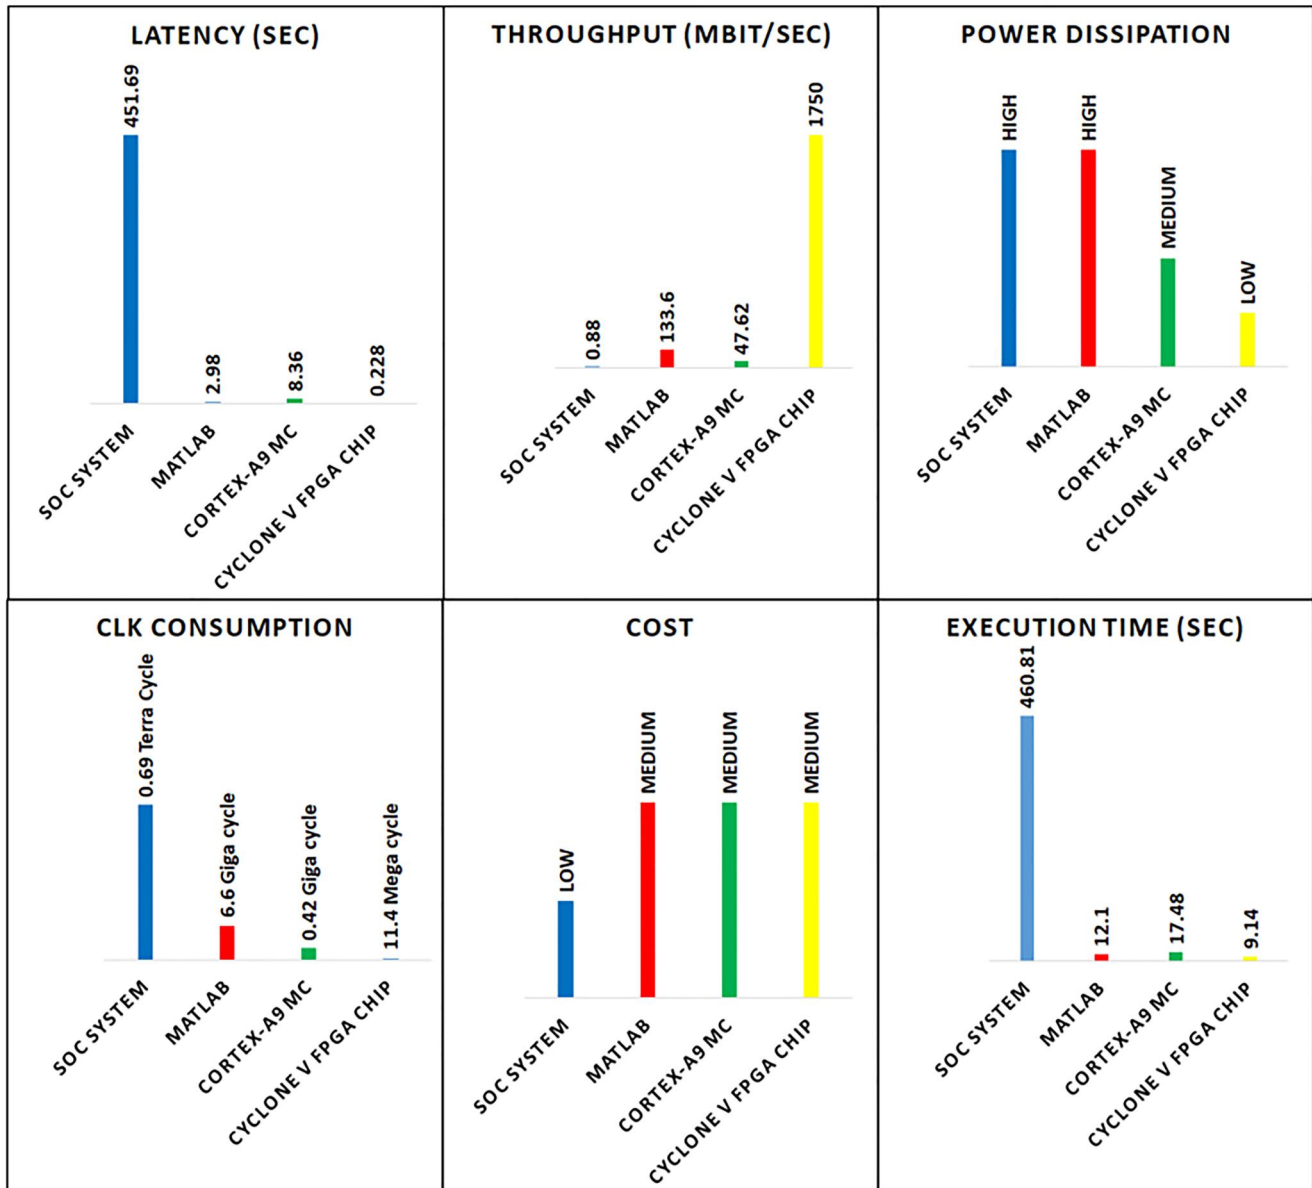 LATENCY (SEC)
451.69
2.98
8.36
0.228
SOC SYSTEM
MATLAB
CORTEX-A9 MC
CYCLONE V FPGA CHIP
THROUGHPUT (MBIT/SEC)
0.88
133.6
47.62
1750
SOC SYSTEM
MATLAB
CORTEX-A9 MC
CYCLONE V FPGA CHIP
POWER DISSIPATION
HIGH
HIGH
MEDIUM
LOW
SOC SYSTEM
MATLAB
CORTEX-A9 MC
CYCLONE V FPGA CHIP
CLK CONSUMPTION
0.69 Terra Cycle
6.6 Giga cycle
0.42 Giga cycle
11.4 Mega cycle
SOC SYSTEM
MATLAB
CORTEX-A9 MC
CYCLONE V FPGA CHIP
COST
LOW
MEDIUM
MEDIUM
MEDIUM
SOC SYSTEM
MATLAB
CORTEX-A9 MC
CYCLONE V FPGA CHIP
EXECUTION TIME (SEC)
460.81
12.1
17.48
9.14
SOC SYSTEM
MATLAB
CORTEX-A9 MC
CYCLONE V FPGA CHIP